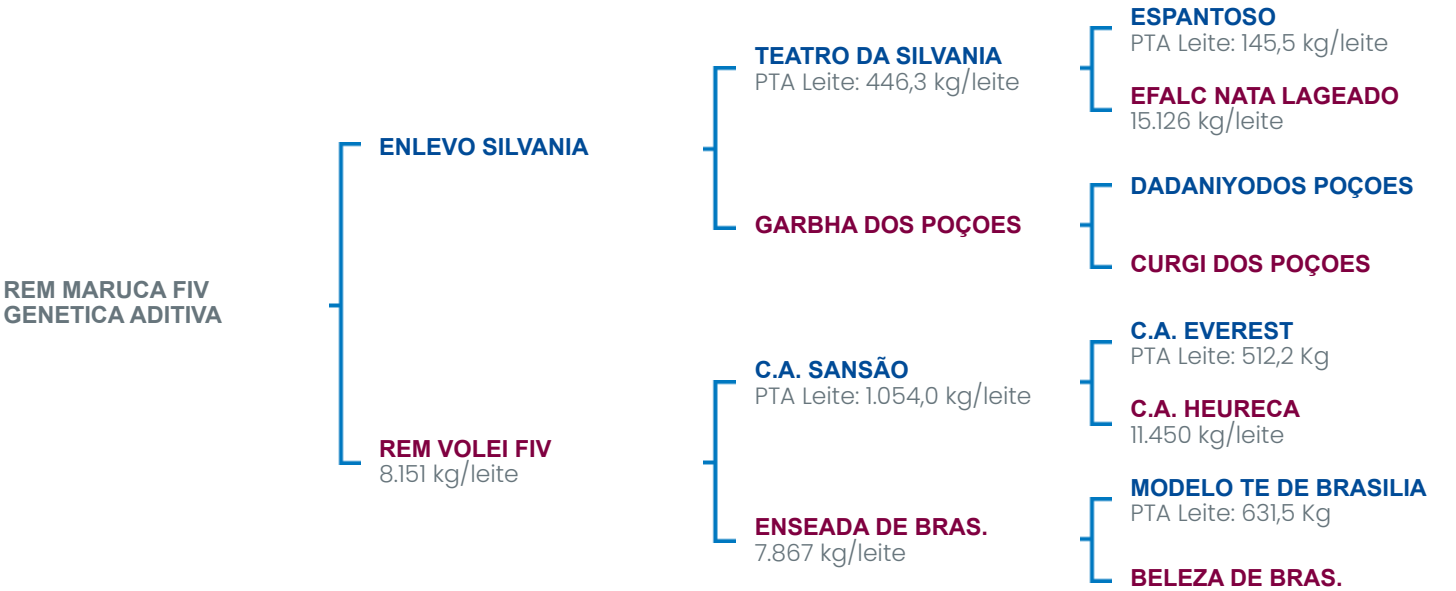 REM MARUCA FIV
GENETICA ADITIVA
ENLEVO SILVANIA
REM VOLEI FIV
8.151 kg/leite
TEATRO DA SILVANIA
PTA Leite: 446,3 kg/leite
GARBHA DOS POÇOES
C.A. SANSÃO
PTA Leite: 1.054,0 kg/leite
ENSEADA DE BRAS.
7.867 kg/leite
ESPANTOSO
PTA Leite: 145,5 kg/leite
EFALC NATA LAGEADO
15.126 kg/leite
DADANIYODOS POÇOES
CURGI DOS POÇOES
C.A. EVEREST
PTA Leite: 512,2 Kg
C.A. HEURECA
11.450 kg/leite
MODELO TE DE BRASILIA
PTA Leite: 631,5 Kg
BELEZA DE BRAS.